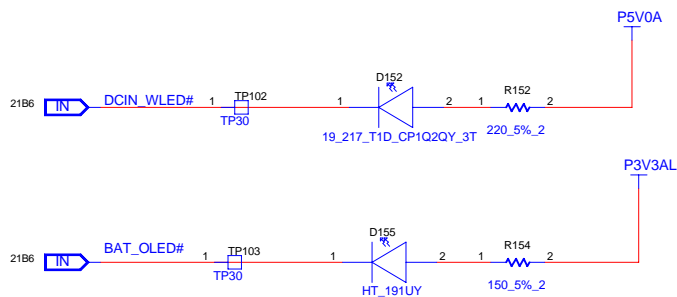 P5V0A
D152
R152
21B6 IN DCIN_WLED# 1 TP102 1 2 1 2
TP30
19_217_T1D_CP1Q2QY_3T 220_5%_2
P3V3AL
D155
R154
21B6 IN BAT_OLED# 1 TP103 1 2 1 2
TP30
HT_191UY 150_5%_2